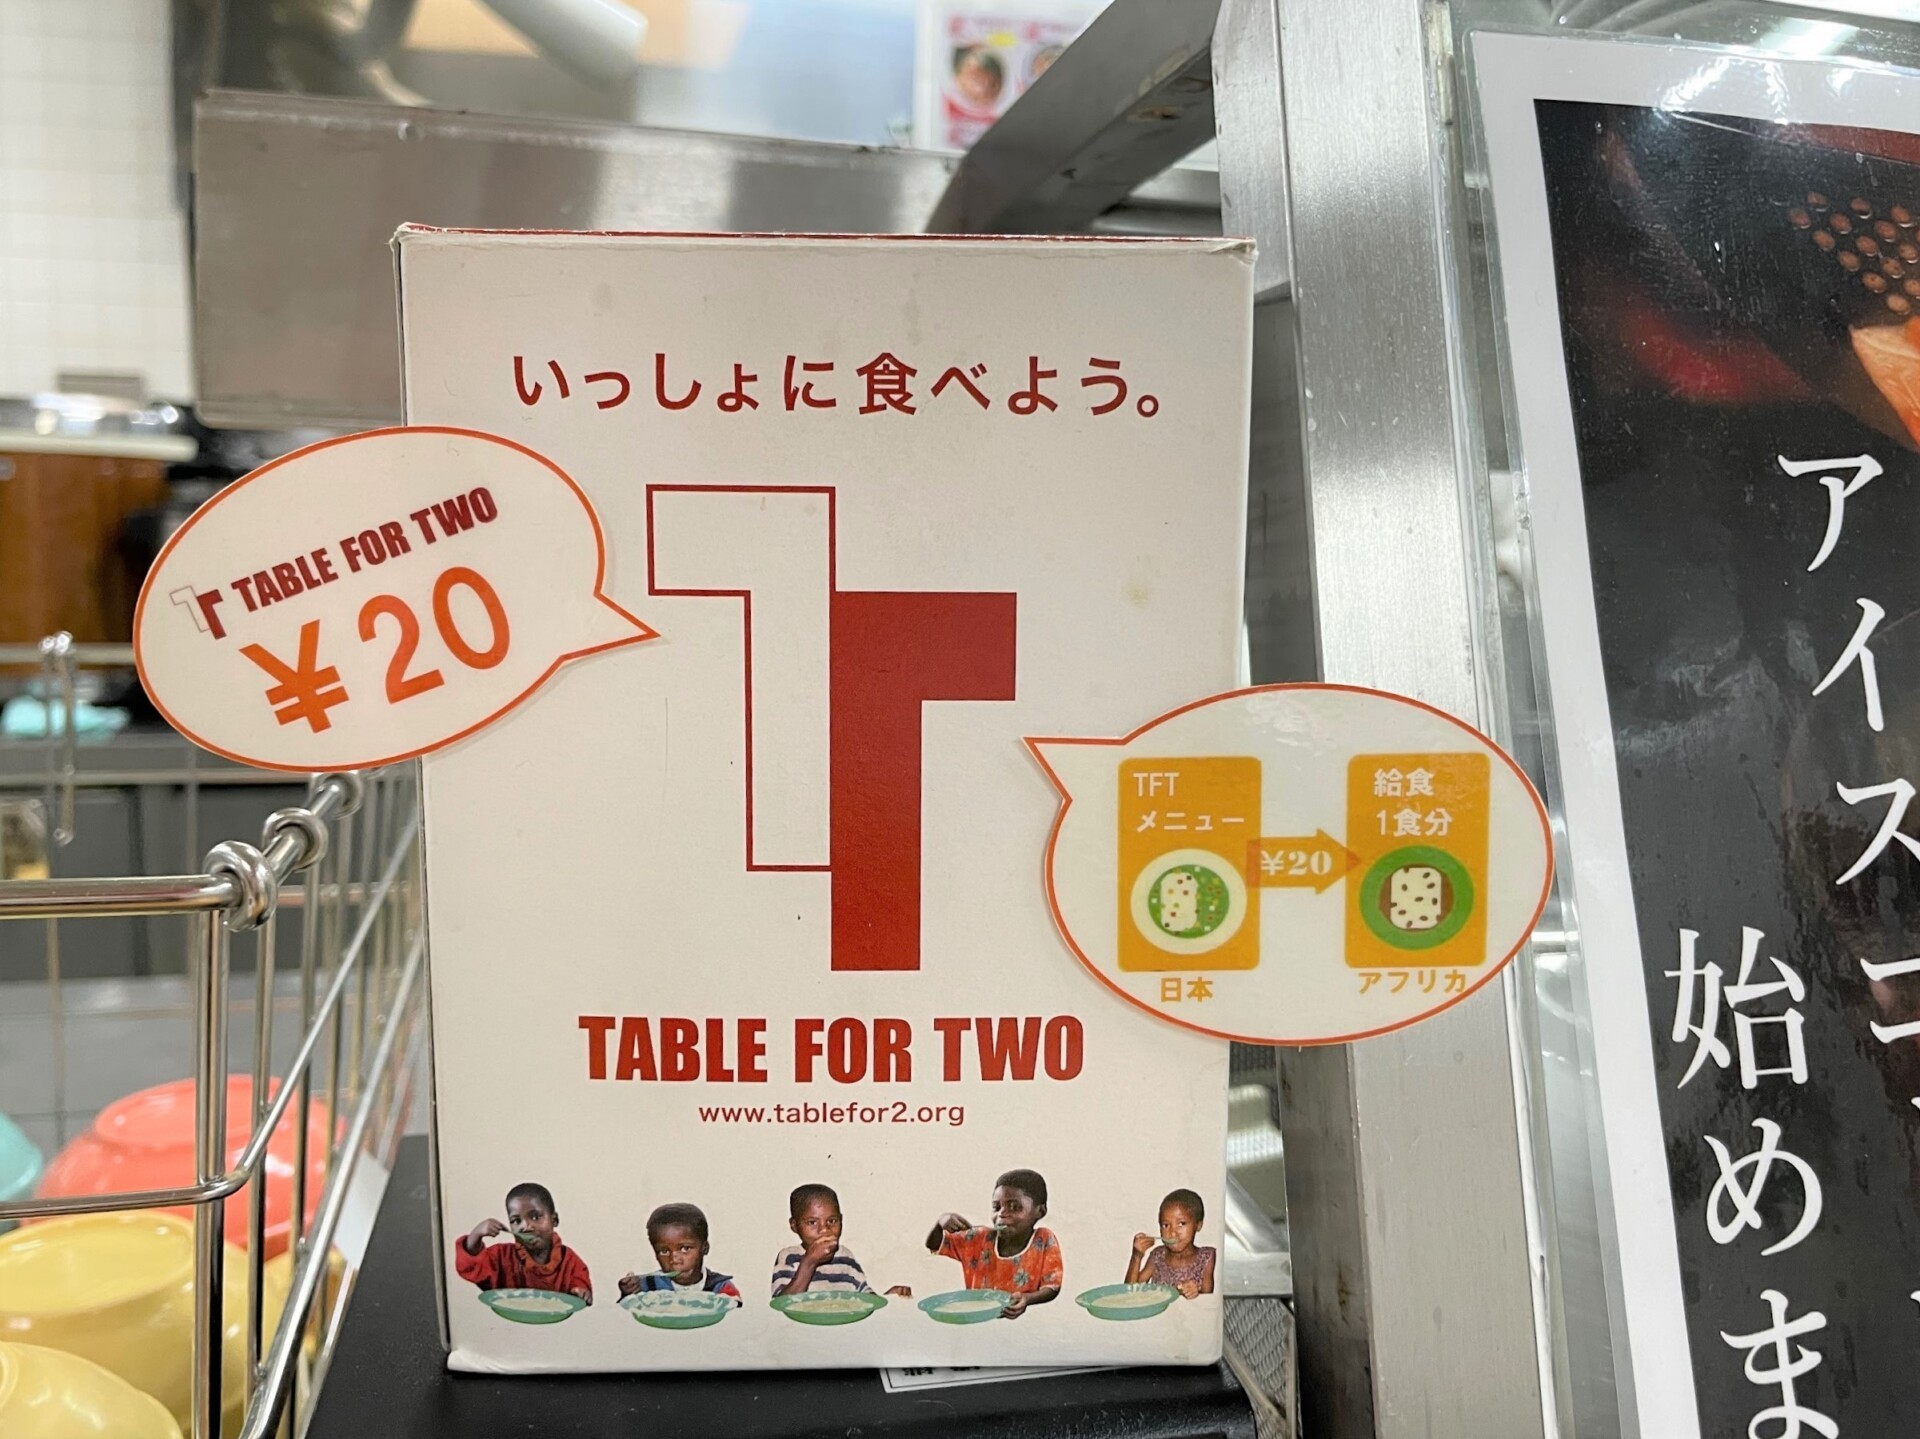 いっしょに食べよう。
TABLE FOR TWO
¥20
TFT
メニュー
¥20
給食
1食分
日本
アフリカ
TABLE FOR TWO
www.tablefor2.org
アイスコ
始めま